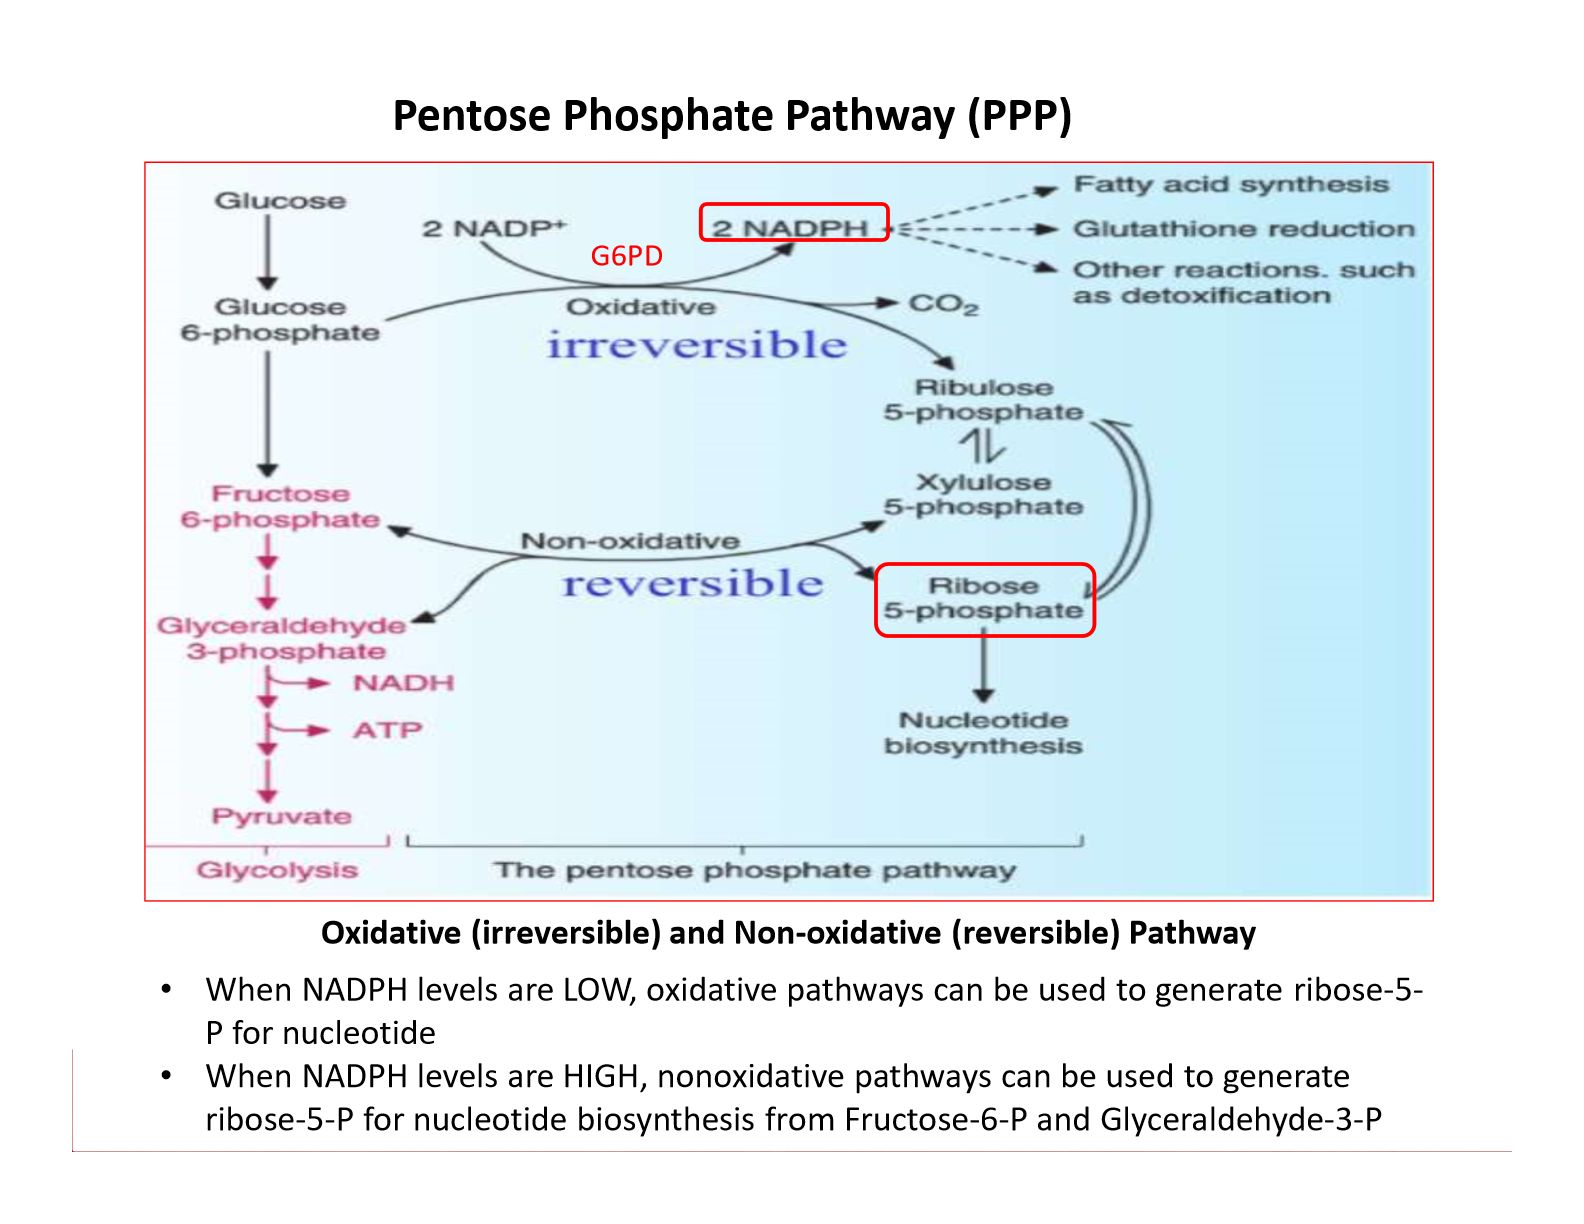 Pentose Phosphate Pathway (PPP)
Glucose
2 NADP+
G6PD
2 NADPH
Fatty acid synthesis
Glutathione reduction
Other reactions. such
as detoxification
Glucose
6-phosphate
Oxidative
irreversible
CO2
Ribulose
5-phosphate
Xylulose
5-phosphate
Fructose
6-phosphate
Non-oxidative
reversible
Ribose
5-phosphate
Glyceraldehyde
3-phosphate
NADH
ATP
Nucleotide
biosynthesis
Pyruvate
Glycolysis
The pentose phosphate pathway
Oxidative (irreversible) and Non-oxidative (reversible) Pathway
• When NADPH levels are LOW, oxidative pathways can be used to generate ribose-5-
P for nucleotide
• When NADPH levels are HIGH, nonoxidative pathways can be used to generate
ribose-5-P for nucleotide biosynthesis from Fructose-6-P and Glyceraldehyde-3-P